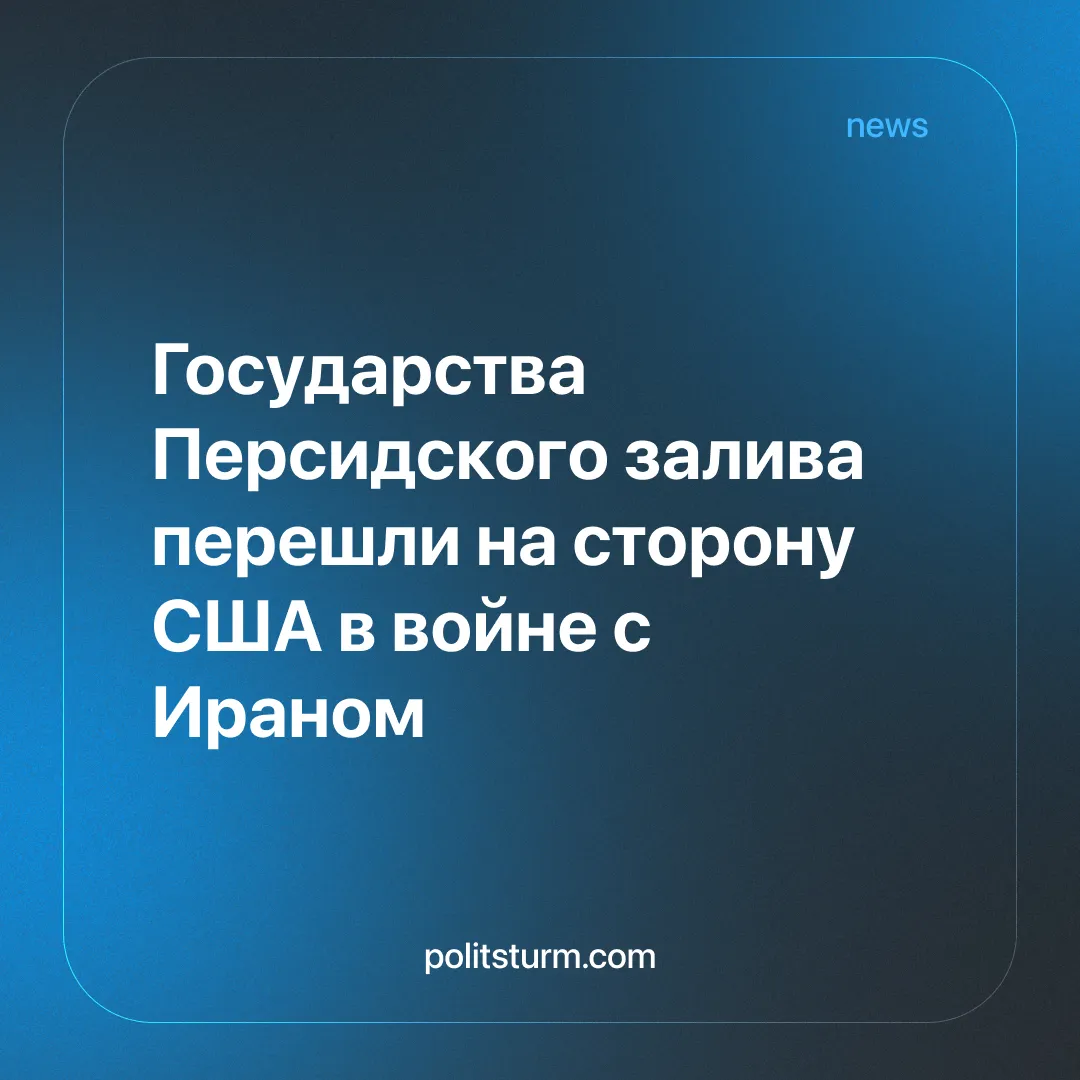 news
Государства
Персидского залива
перешли на сторону
США в войне с
Ираном
politsturm.com